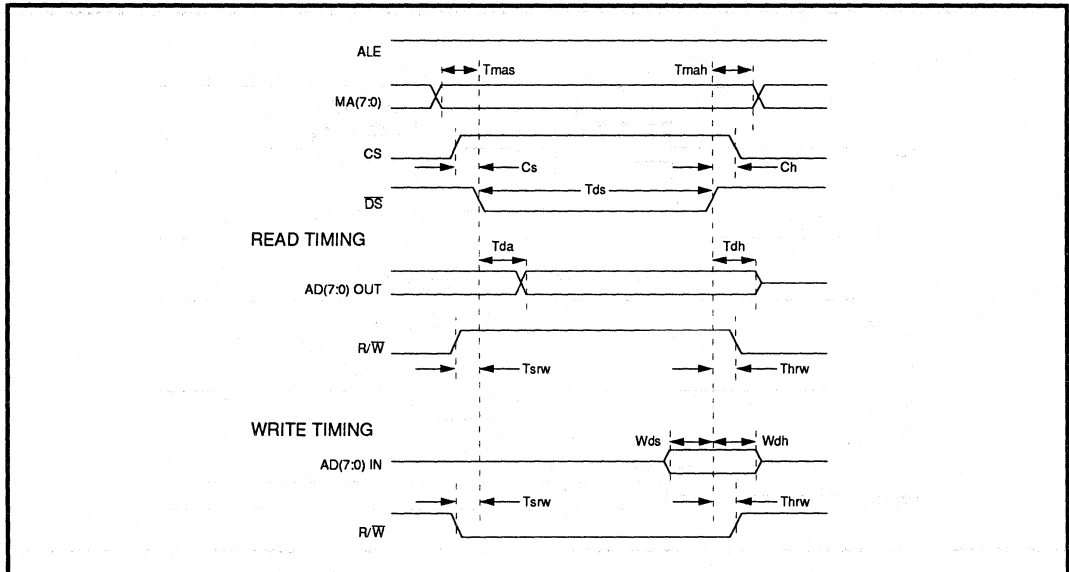 ALE
Tmas Tmah
MA(7:0)
CS
Cs Ch
Tds
D̅S̅
READ TIMING
Tda Tdh
AD(7:0) OUT
R/W̅
Tsrw Thrw
WRITE TIMING
Wds Wdh
AD(7:0) IN
Tsrw Thrw
R/W̅